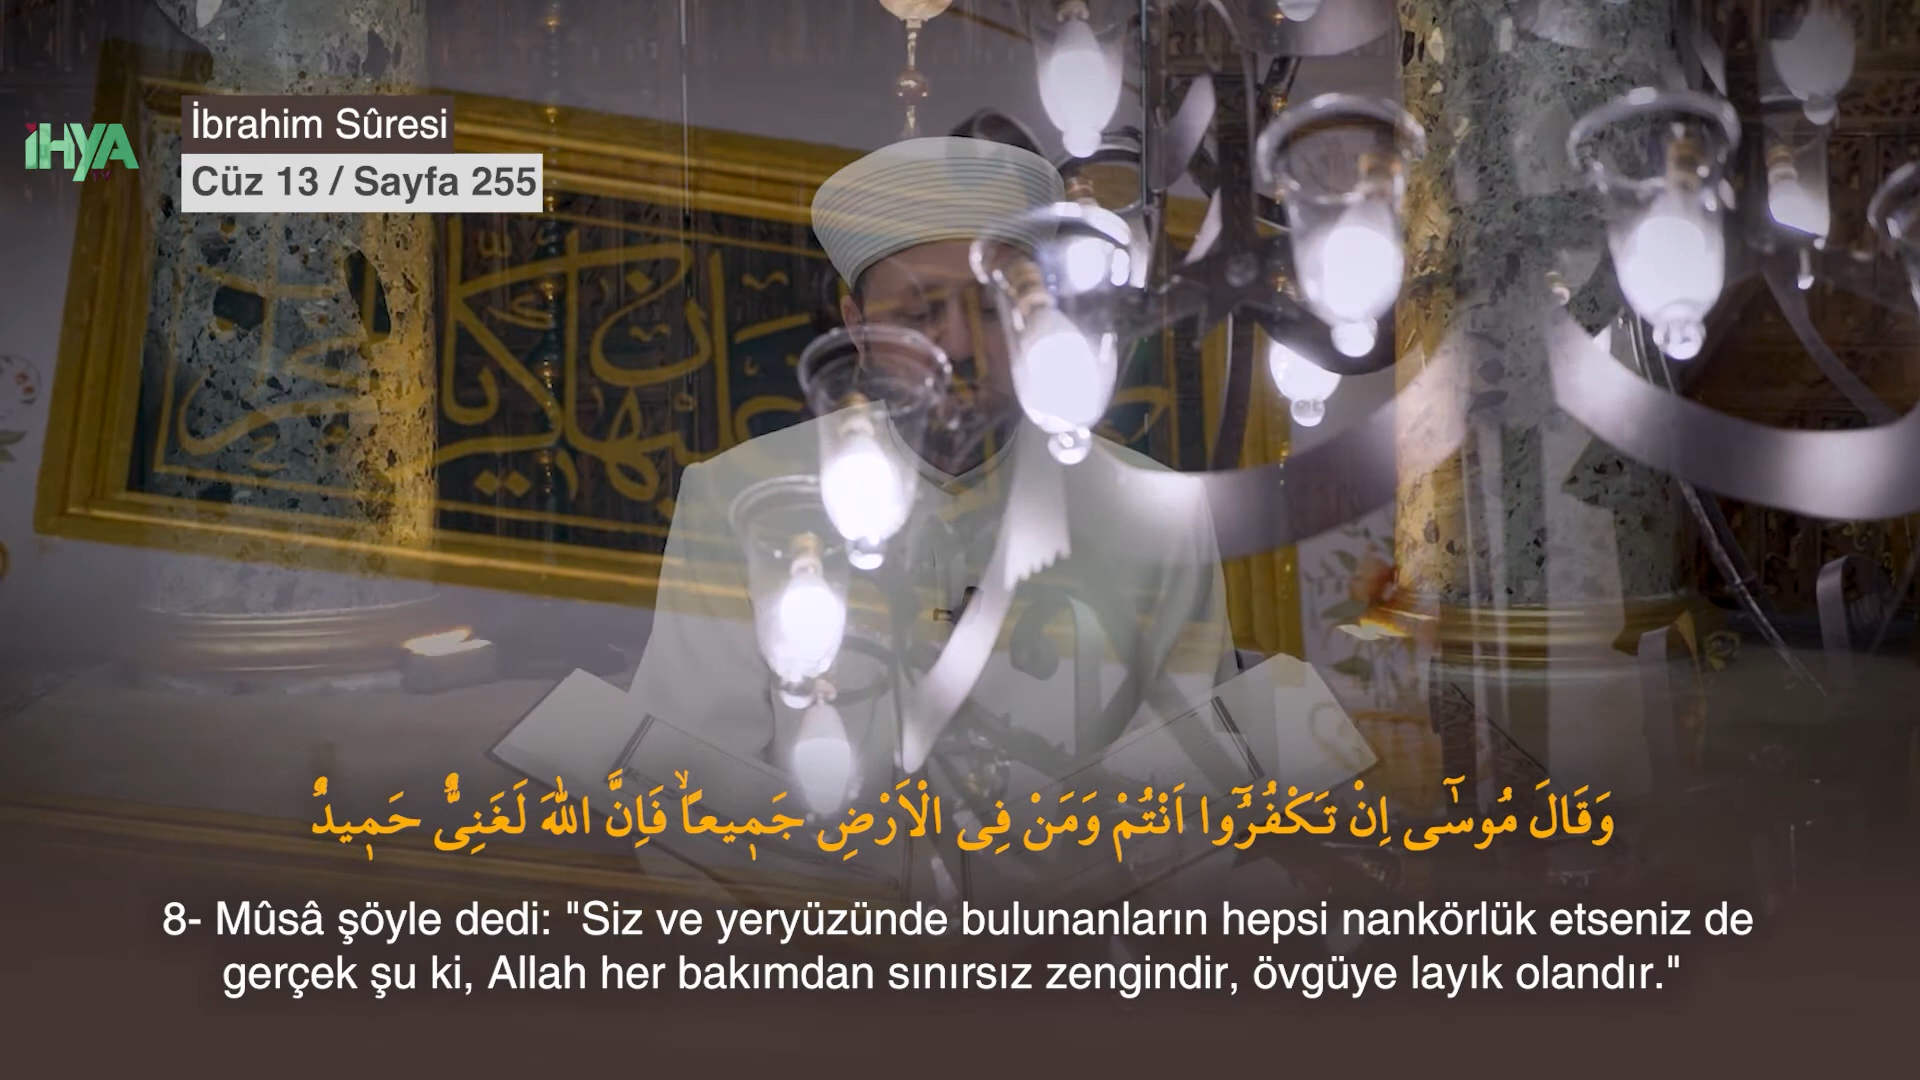 İHYA
TV
İbrahim Sûresi
Cüz 13 / Sayfa 255
وَقَالَ مُوسٰٓى اِنْ تَكْفُرُٓوا اَنْتُمْ وَمَنْ فِى الْاَرْضِ جَمٖيعاًۙ فَاِنَّ اللّٰهَ لَغَنِىٌّ حَمٖيدٌ
8- Mûsâ şöyle dedi: "Siz ve yeryüzünde bulunanların hepsi nankörlük etseniz de
gerçek şu ki, Allah her bakımdan sınırsız zengindir, övgüye layık olandır."